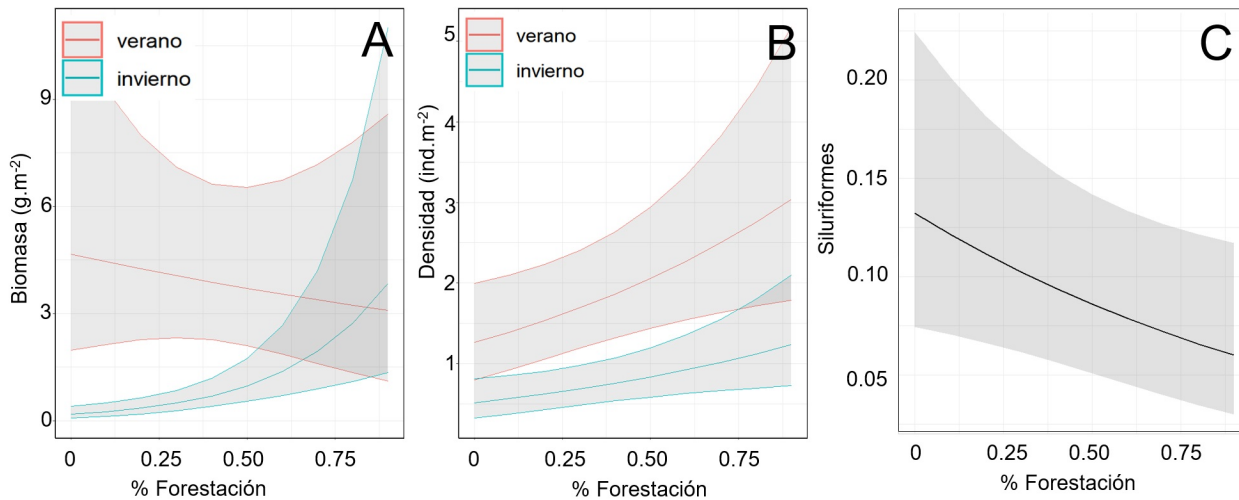 A
verano
invierno
Biomasa (g.m-2)
9
6
3
0
0
0.25
0.50
0.75
% Forestación
B
verano
invierno
Densidad (ind.m-2)
5
4
3
2
1
0
0.25
0.50
0.75
% Forestación
C
Siluriformes
0.20
0.15
0.10
0.05
0
0.25
0.50
0.75
% Forestación